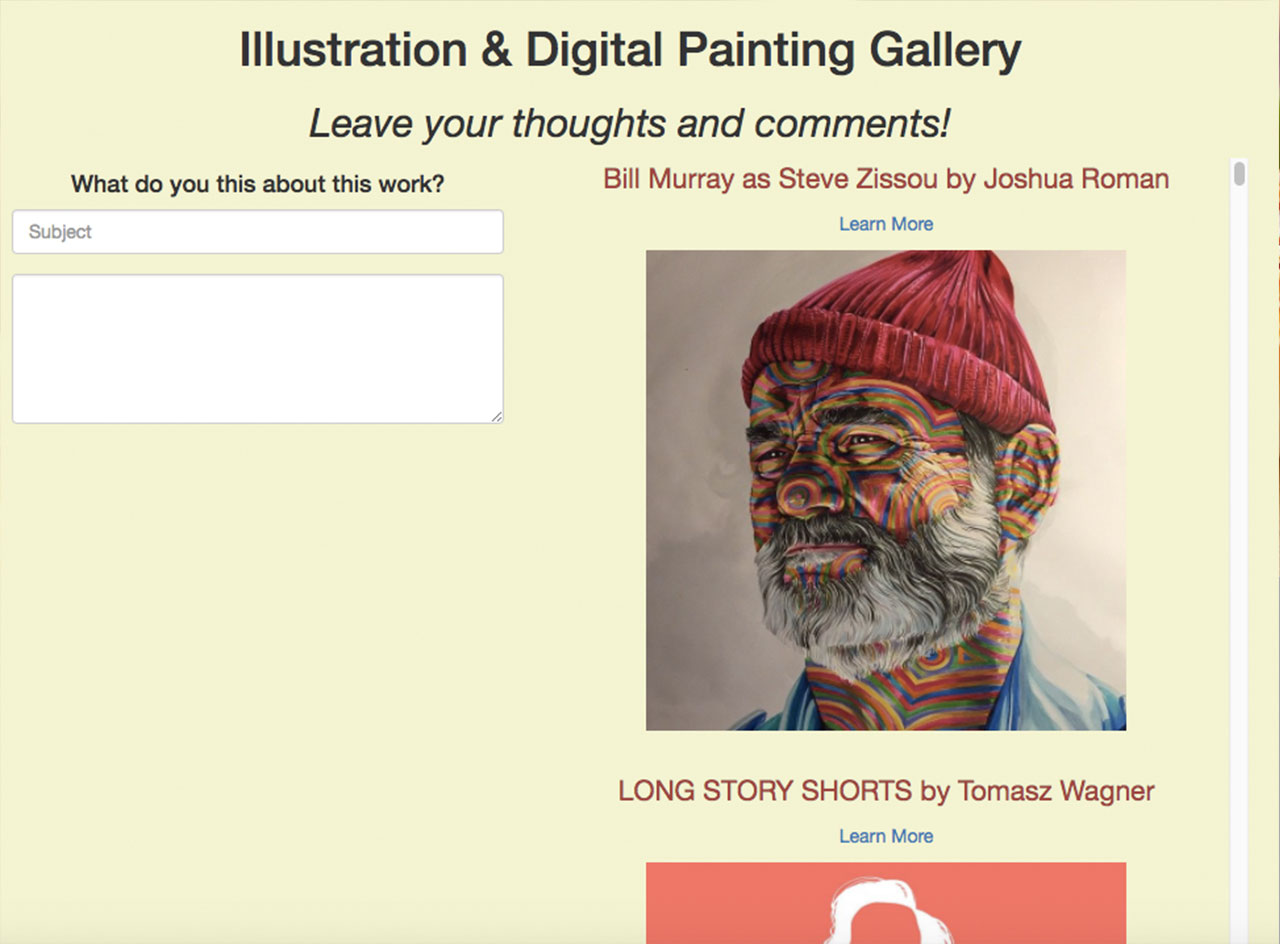 Illustration & Digital Painting Gallery
Leave your thoughts and comments!
What do you this about this work?
Subject
Bill Murray as Steve Zissou by Joshua Roman
Learn More
LONG STORY SHORTS by Tomasz Wagner
Learn More